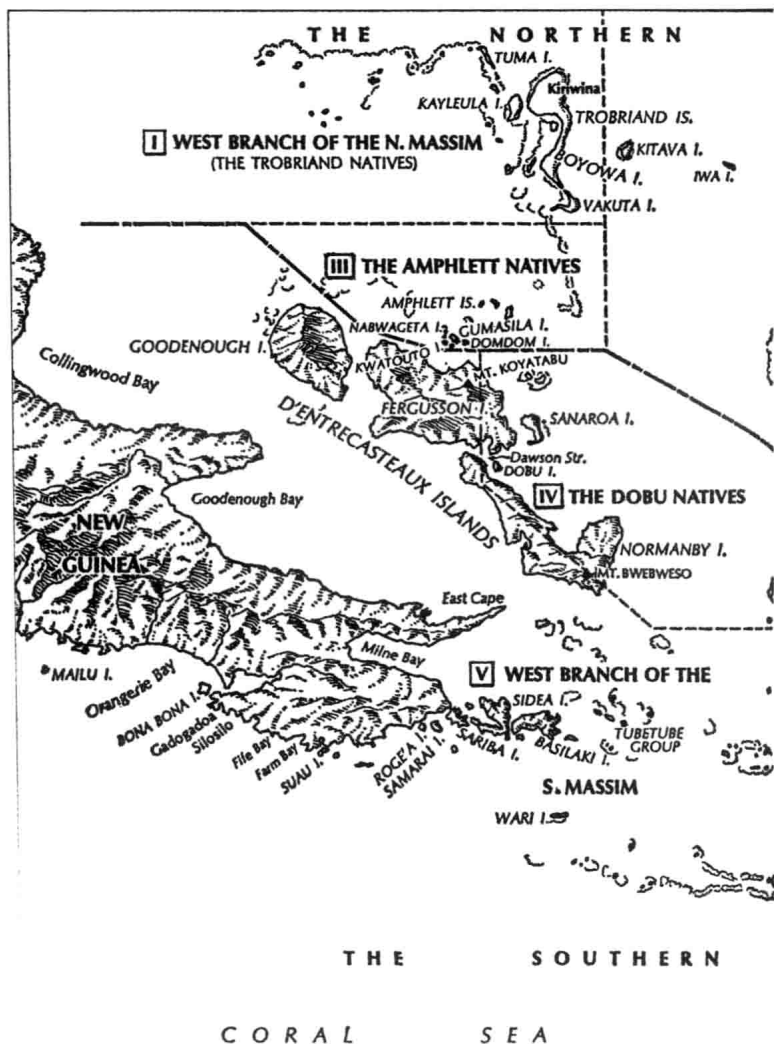 THE NORTHERN
TUMA I.
Kiriwina
KAYLEULA I.
TROBRIAND IS.
I WEST BRANCH OF THE N. MASSIM
(THE TROBRIAND NATIVES)
KITAVA I.
BOYOWA I.
IWA I.
VAKUTA I.
III THE AMPHLETT NATIVES
AMPHLETT IS.
NABWAGETA I.
GUMASILA I.
DOMDOM I.
GOODENOUGH I.
KWATOUTO I.
MT. KOYATABU
Collingwood Bay
FERGUSSON I.
SANAROA I.
D'ENTRECASTEAUX ISLANDS
Dawson Str.
DOBU I.
IV THE DOBU NATIVES
Goodenough Bay
NEW
GUINEA
NORMANBY I.
MT. BWEBWESO
East Cape
Milne Bay
MAILU I.
Orangerie Bay
BONA BONA I.
Gadogadoa
Silosilo
Fife Bay
Farm Bay
SUAU I.
ROGE'A I.
SAMARAI I.
SARIBA I.
V WEST BRANCH OF THE
SIDEA I.
BASILAKI I.
TUBETUBE
GROUP
S. MASSIM
WARI I.
THE SOUTHERN
CORAL SEA